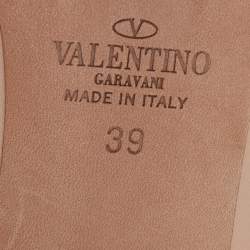 VALENTINO
GARAVANI
MADE IN ITALY
39